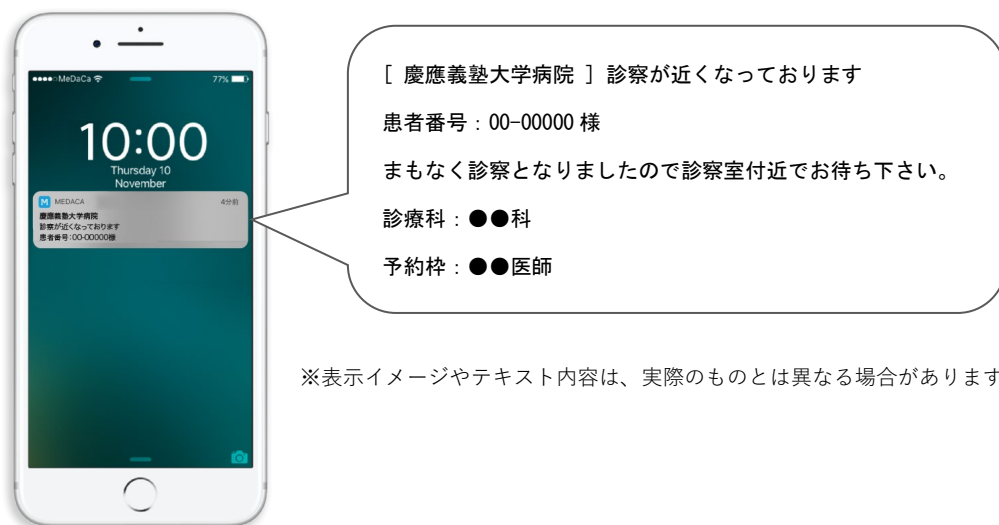 MeDaCa
77%
10:00
Thursday 10
November
MEDACA
4分前
慶應義塾大学病院
診察が近くなっております
患者番号:00-00000様
[ 慶應義塾大学病院 ] 診察が近くなっております
患者番号：00-00000 様
まもなく診察となりましたので診察室付近でお待ち下さい。
診療科：●●科
予約枠：●●医師
※表示イメージやテキスト内容は、実際のものとは異なる場合があります